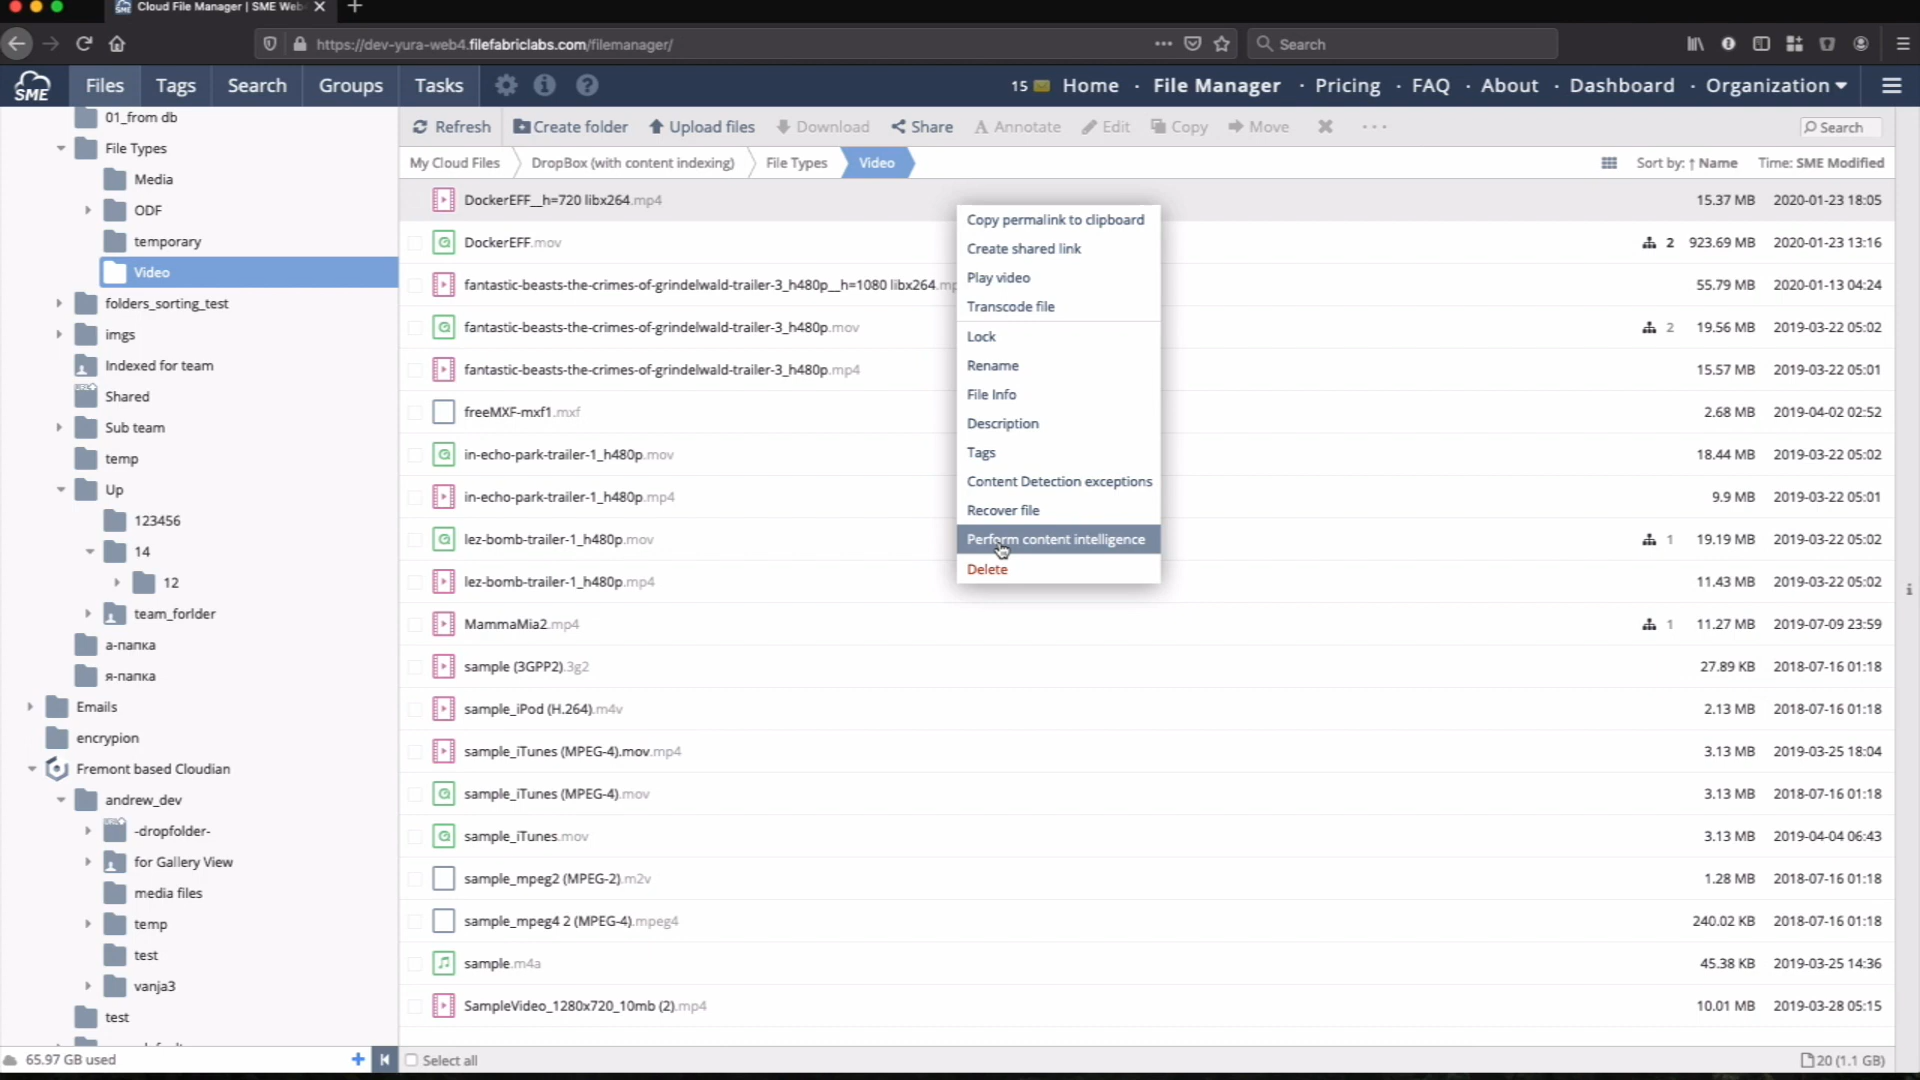 Cloud File Manager | SME Web
https://dev-yura-web4.filefabriclabs.com/filemanager/
Search
SME Files Tags Search Groups Tasks 15 Home · File Manager · Pricing · FAQ · About · Dashboard · Organization
Refresh Create folder Upload files Download Share Annotate Edit Copy Move Search
My Cloud Files DropBox (with content indexing) File Types Video Sort by: ↑ Name Time: SME Modified
01_from db
File Types
Media
ODF
temporary
Video
folders_sorting_test
imgs
Indexed for team
Shared
Sub team
temp
Up
123456
14
12
team_forlder
а-папка
я-папка
Emails
encrypion
Fremont based Cloudian
andrew_dev
-dropfolder-
for Gallery View
media files
temp
test
vanja3
test
65.97 GB used
DockerEFF__h=720 libx264.mp4 15.37 MB 2020-01-23 18:05
DockerEFF.mov 2 923.69 MB 2020-01-23 13:16
fantastic-beasts-the-crimes-of-grindelwald-trailer-3_h480p__h=1080 libx264.mp 55.79 MB 2020-01-13 04:24
fantastic-beasts-the-crimes-of-grindelwald-trailer-3_h480p.mov 2 19.56 MB 2019-03-22 05:02
fantastic-beasts-the-crimes-of-grindelwald-trailer-3_h480p.mp4 15.57 MB 2019-03-22 05:01
freeMXF-mxf1.mxf 2.68 MB 2019-04-02 02:52
in-echo-park-trailer-1_h480p.mov 18.44 MB 2019-03-22 05:02
in-echo-park-trailer-1_h480p.mp4 9.9 MB 2019-03-22 05:01
lez-bomb-trailer-1_h480p.mov 1 19.19 MB 2019-03-22 05:02
lez-bomb-trailer-1_h480p.mp4 11.43 MB 2019-03-22 05:02
MammaMia2.mp4 1 11.27 MB 2019-07-09 23:59
sample (3GPP2).3g2 27.89 KB 2018-07-16 01:18
sample_iPod (H.264).m4v 2.13 MB 2018-07-16 01:18
sample_iTunes (MPEG-4).mov.mp4 3.13 MB 2019-03-25 18:04
sample_iTunes (MPEG-4).mov 3.13 MB 2018-07-16 01:18
sample_iTunes.mov 3.13 MB 2019-04-04 06:43
sample_mpeg2 (MPEG-2).m2v 1.28 MB 2018-07-16 01:18
sample_mpeg4 2 (MPEG-4).mpeg4 240.02 KB 2018-07-16 01:18
sample.m4a 45.38 KB 2019-03-25 14:36
SampleVideo_1280x720_10mb (2).mp4 10.01 MB 2019-03-28 05:15
Copy permalink to clipboard
Create shared link
Play video
Transcode file
Lock
Rename
File Info
Description
Tags
Content Detection exceptions
Recover file
Perform content intelligence
Delete
Select all
20 (1.1 GB)